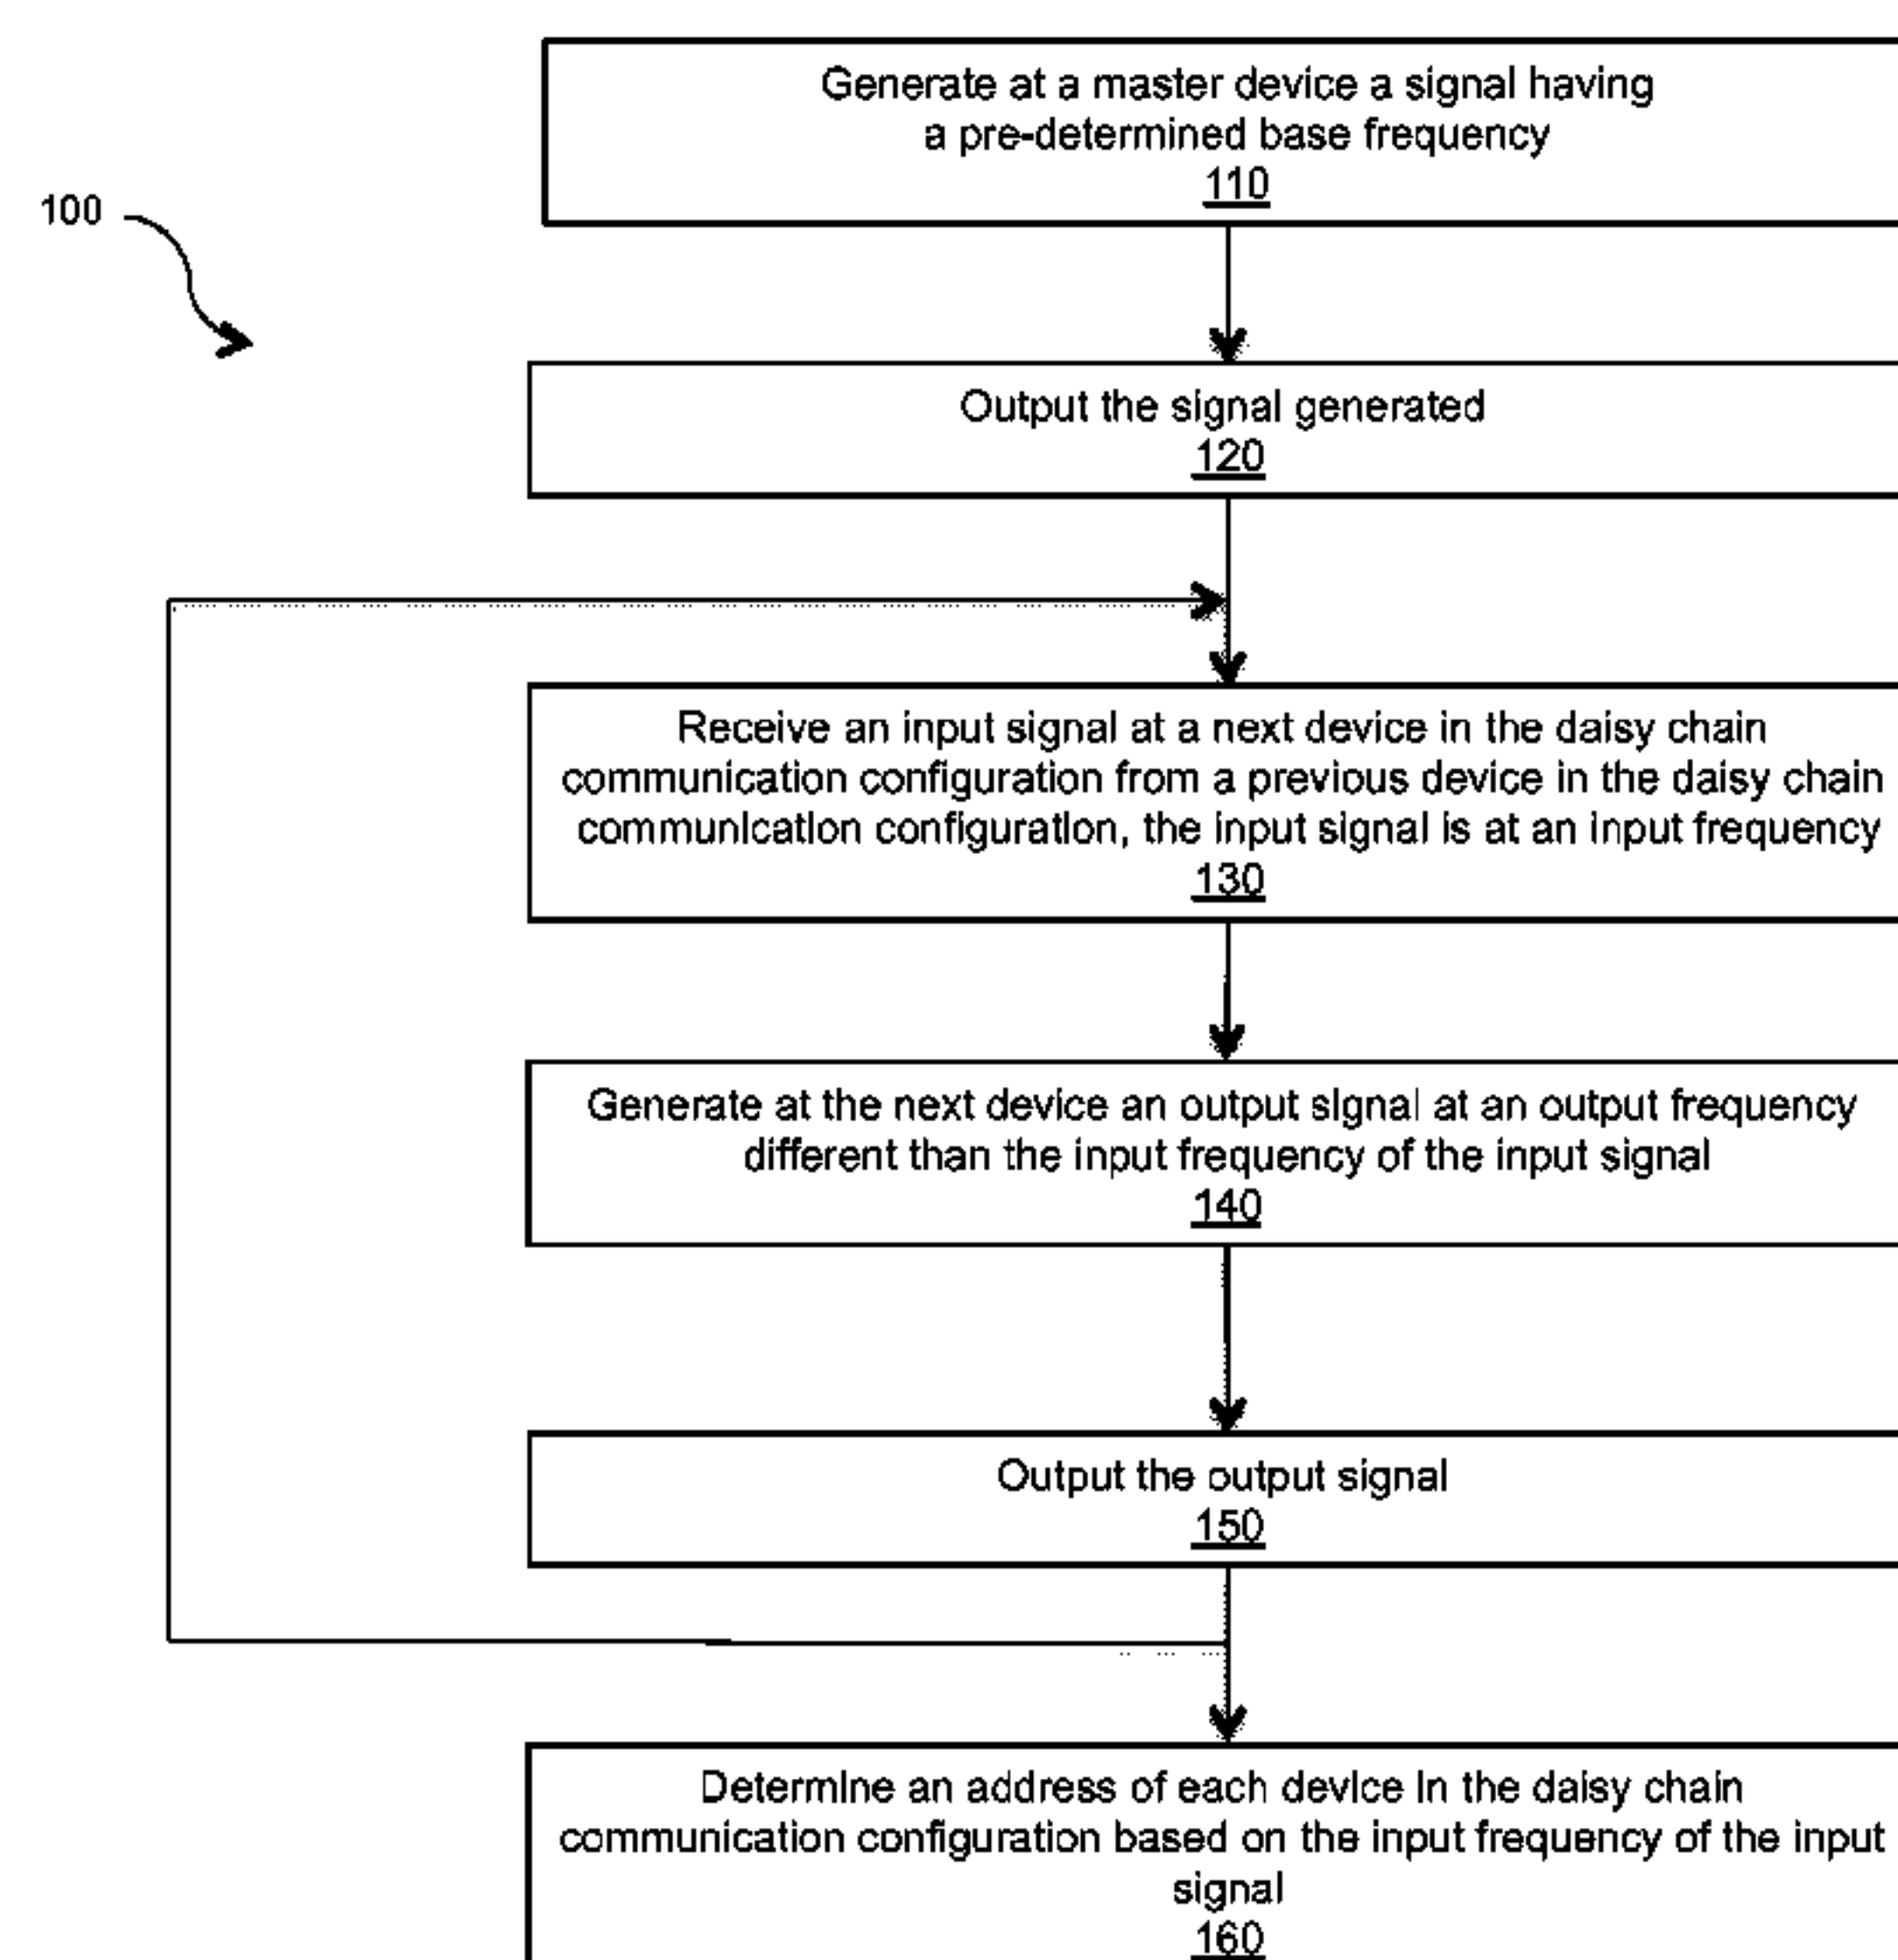 Generate at a master device a signal having
a pre-determined base frequency
110
100
Output the signal generated
120
Receive an input signal at a next device in the daisy chain
communication configuration from a previous device in the daisy chain
communication configuration, the input signal is at an input frequency
130
Generate at the next device an output signal at an output frequency
different than the input frequency of the input signal
140
Output the output signal
150
Determine an address of each device in the daisy chain
communication configuration based on the input frequency of the input
signal
160